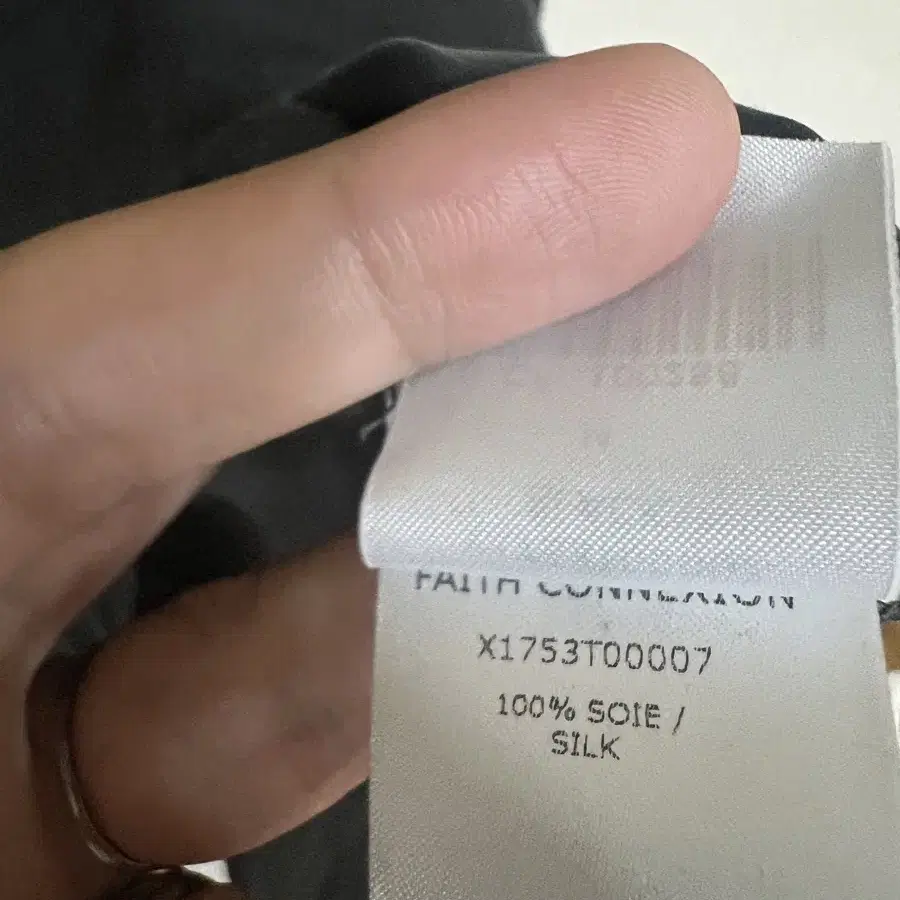 FAITH CONNEXION
X1753T00007
100% SOIE /
SILK